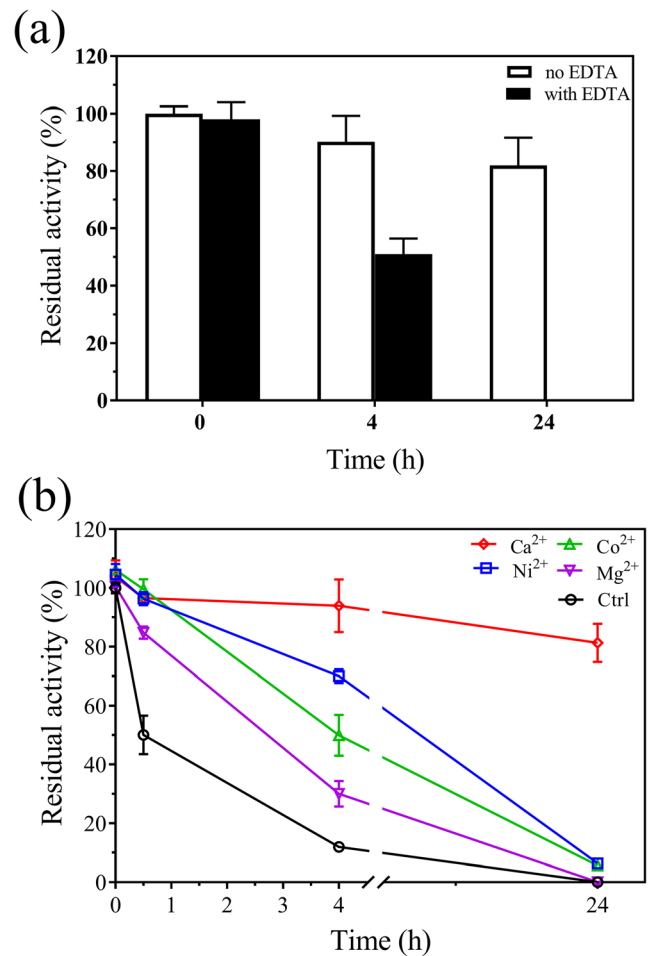 (a)
120
100
80
60
40
20
0
Residual activity (%)
no EDTA
with EDTA
0 4 24
Time (h)
(b)
120
100
80
60
40
20
0
Residual activity (%)
Ca²⁺ Co²⁺
Ni²⁺ Mg²⁺
Ctrl
0 1 2 3 4 24
Time (h)